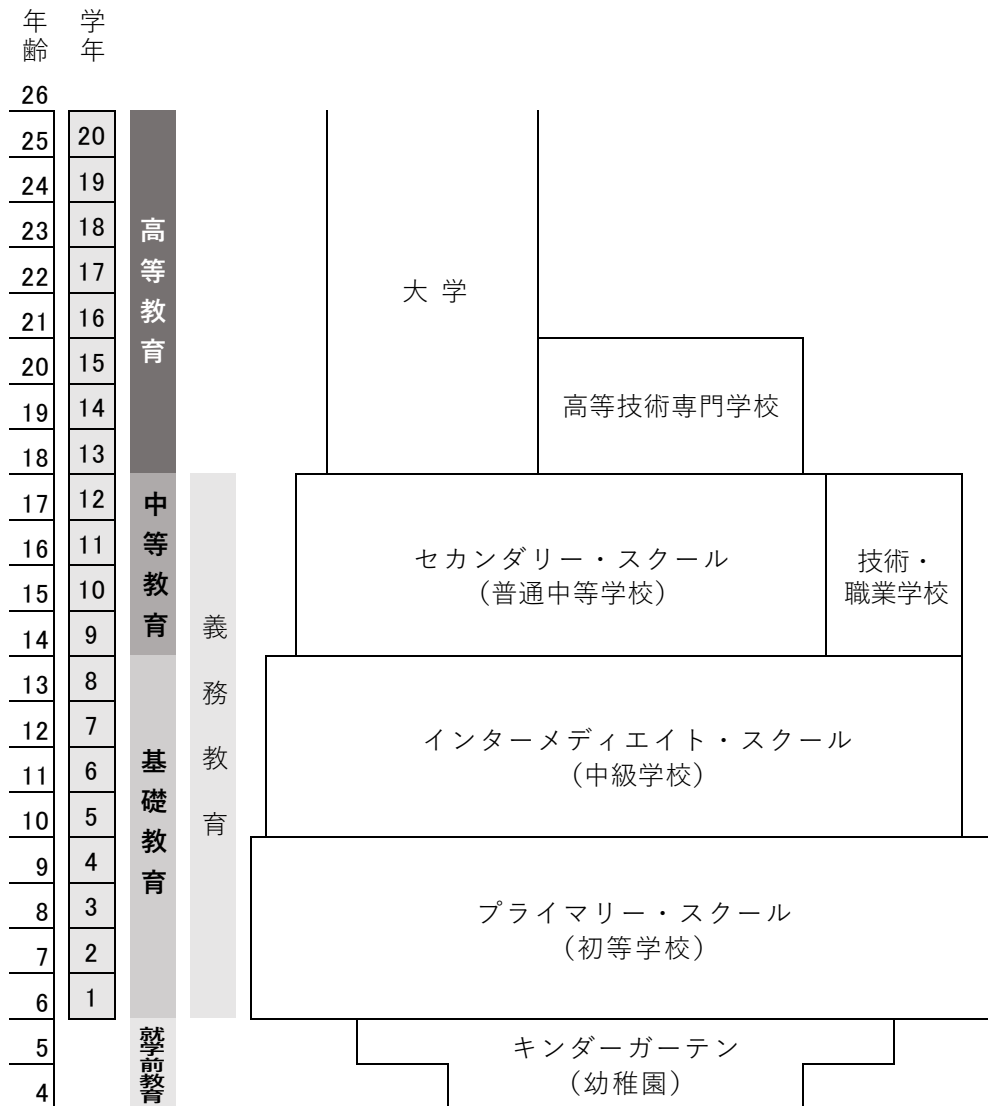 年齢
学年
26
25
24
23
22
21
20
19
18
17
16
15
14
13
12
11
10
9
8
7
6
5
4
20
19
18
17
16
15
14
13
12
11
10
9
8
7
6
5
4
3
2
1
高等教育
中等教育
基礎教育
就学前教育
義務教育
大学
高等技術専門学校
セカンダリー・スクール
(普通中等学校)
技術・
職業学校
インターメディエイト・スクール
(中級学校)
プライマリー・スクール
(初等学校)
キンダーガーテン
(幼稚園)